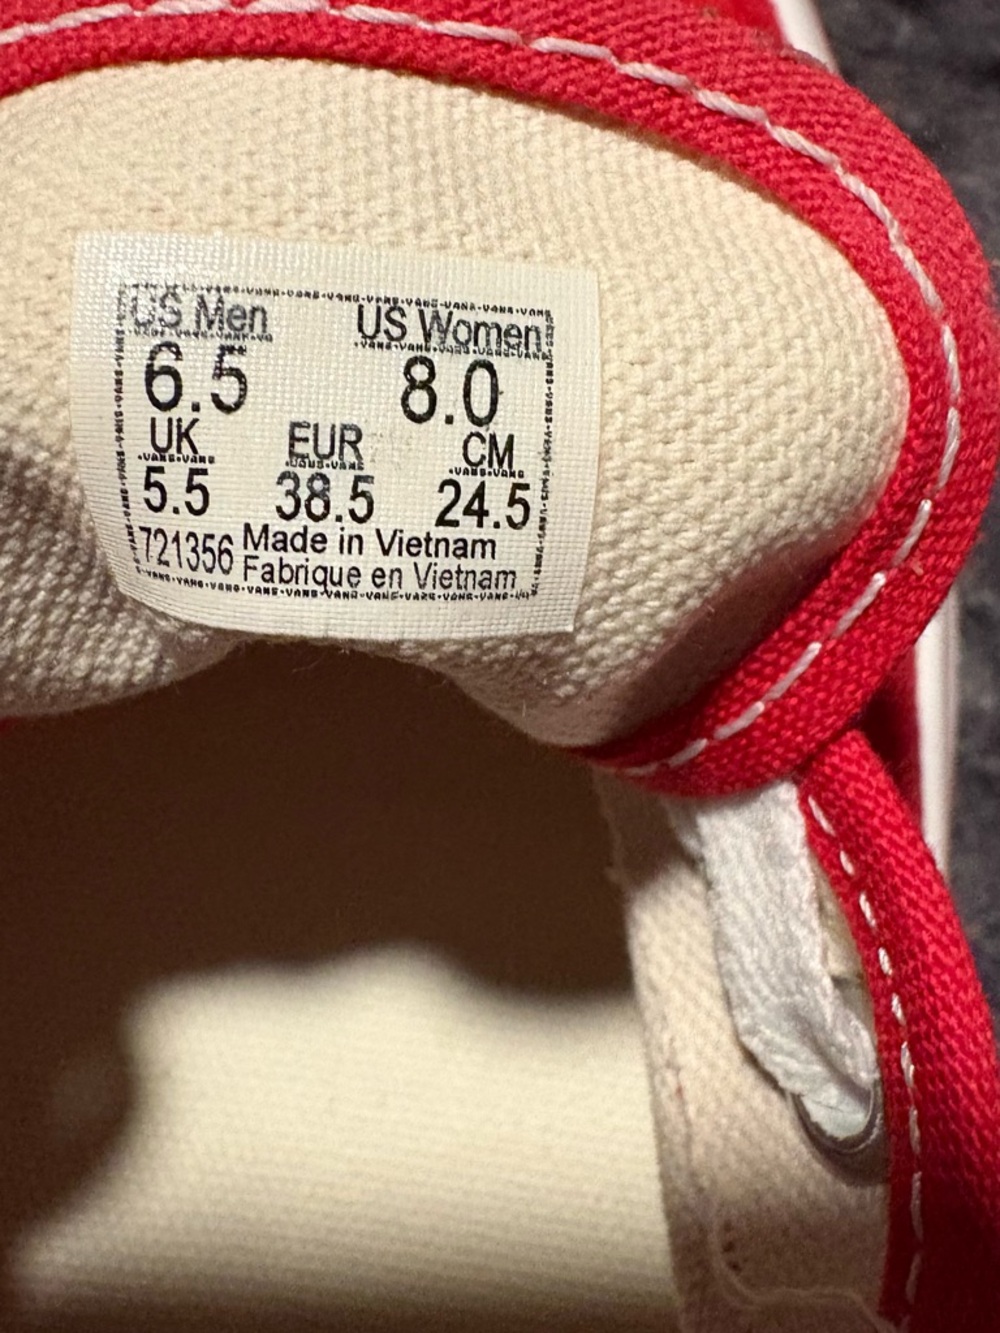 US Men US Women
6.5 8.0
UK EUR CM
5.5 38.5 24.5
721356 Made in Vietnam
Fabrique en Vietnam